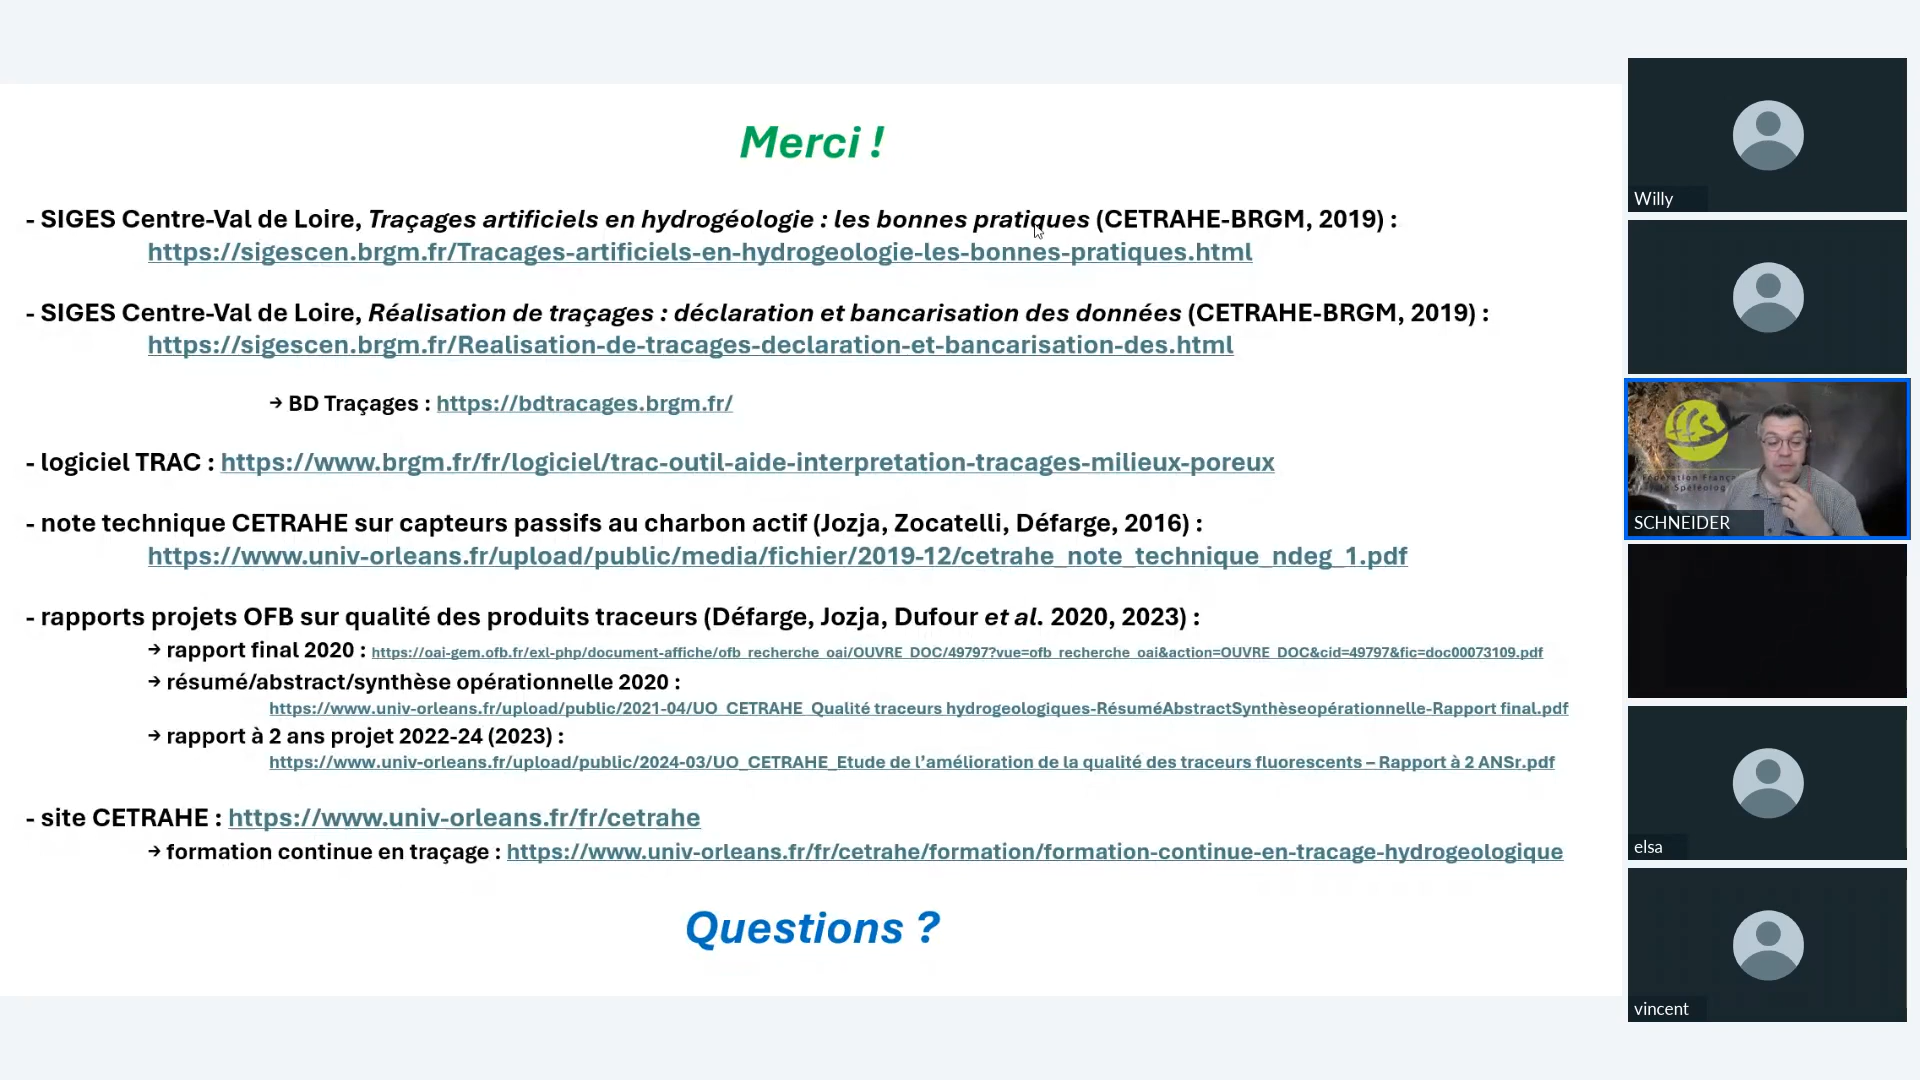 Merci !
- SIGES Centre-Val de Loire, Traçages artificiels en hydrogéologie : les bonnes pratiques (CETRAHE-BRGM, 2019) :
https://sigescen.brgm.fr/Tracages-artificiels-en-hydrogeologie-les-bonnes-pratiques.html
- SIGES Centre-Val de Loire, Réalisation de traçages : déclaration et bancarisation des données (CETRAHE-BRGM, 2019) :
https://sigescen.brgm.fr/Realisation-de-tracages-declaration-et-bancarisation-des.html
→ BD Traçages : https://bdtracages.brgm.fr/
- logiciel TRAC : https://www.brgm.fr/fr/logiciel/trac-outil-aide-interpretation-tracages-milieux-poreux
- note technique CETRAHE sur capteurs passifs au charbon actif (Jozja, Zocatelli, Défarge, 2016) :
https://www.univ-orleans.fr/upload/public/media/fichier/2019-12/cetrahe_note_technique_ndeg_1.pdf
- rapports projets OFB sur qualité des produits traceurs (Défarge, Jozja, Dufour et al. 2020, 2023) :
→ rapport final 2020 : https://oai-gem.ofb.fr/exl-php/document-affiche/ofb_recherche_oai/OUVRE_DOC/49797?vue=ofb_recherche_oai&action=OUVRE_DOC&cid=49797&fic=doc00073109.pdf
→ résumé/abstract/synthèse opérationnelle 2020 :
https://www.univ-orleans.fr/upload/public/2021-04/UO_CETRAHE_Qualité traceurs hydrogeologiques-RésuméAbstractSynthèseopérationnelle-Rapport final.pdf
→ rapport à 2 ans projet 2022-24 (2023) :
https://www.univ-orleans.fr/upload/public/2024-03/UO_CETRAHE_Etude de l’amélioration de la qualité des traceurs fluorescents – Rapport à 2 ANSr.pdf
- site CETRAHE : https://www.univ-orleans.fr/fr/cetrahe
→ formation continue en traçage : https://www.univ-orleans.fr/fr/cetrahe/formation/formation-continue-en-tracage-hydrogeologique
Questions ?
Willy
SCHNEIDER
elsa
vincent